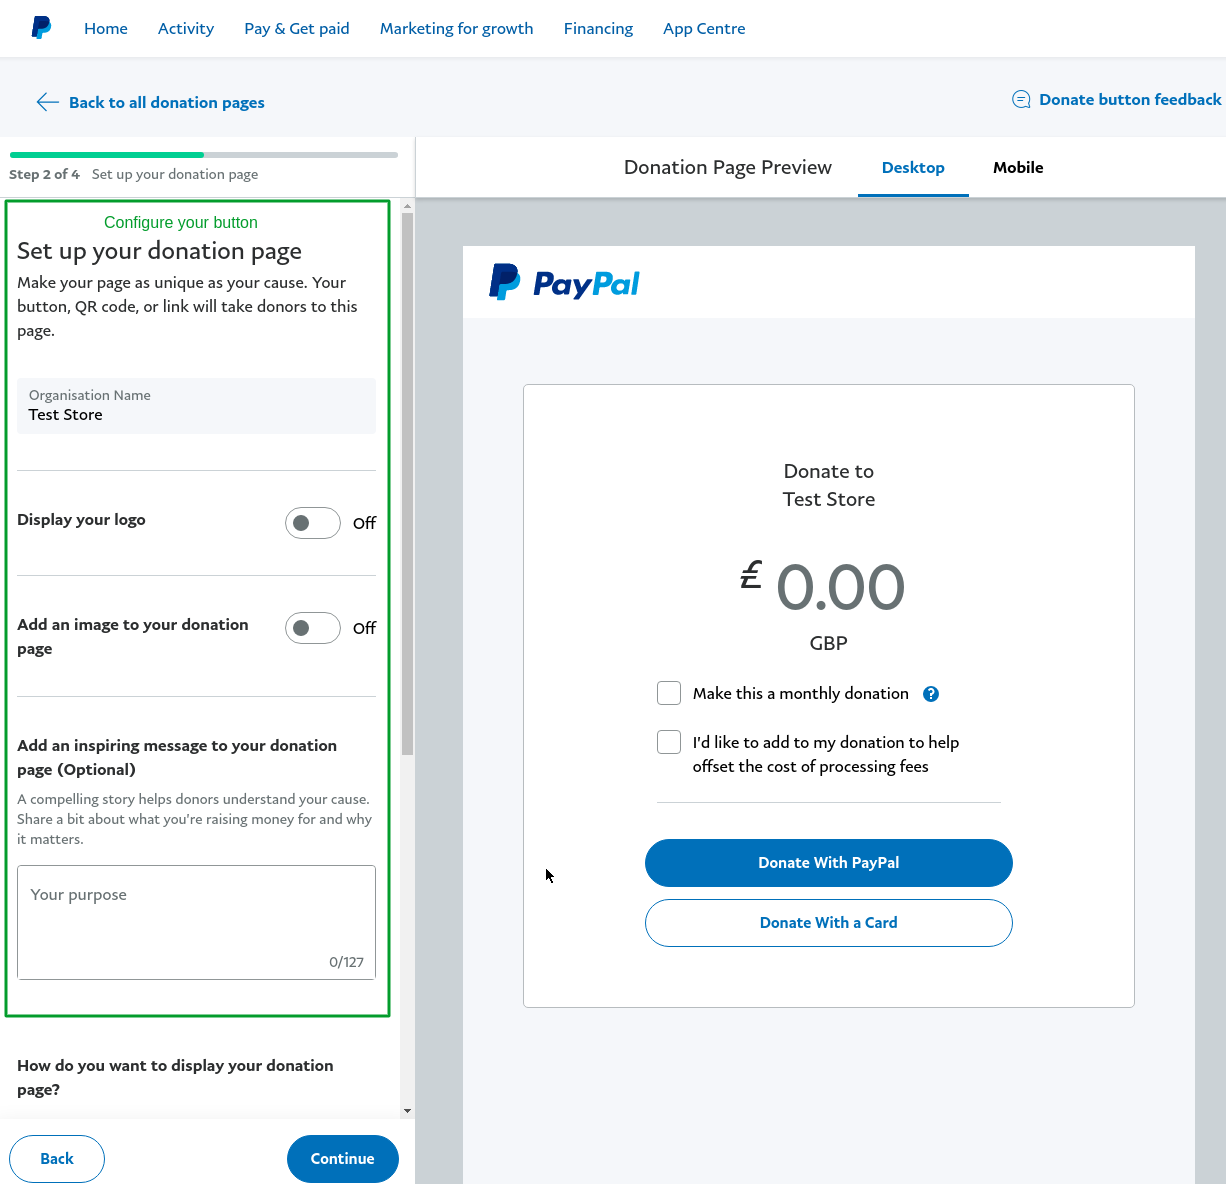 Home Activity Pay & Get paid Marketing for growth Financing App Centre
Back to all donation pages
Donate button feedback
Step 2 of 4 Set up your donation page
Donation Page Preview Desktop Mobile
Configure your button
Set up your donation page
Make your page as unique as your cause. Your
button, QR code, or link will take donors to this
page.
Organisation Name
Test Store
Display your logo Off
Add an image to your donation
page
Off
Add an inspiring message to your donation
page (Optional)
A compelling story helps donors understand your cause.
Share a bit about what you're raising money for and why
it matters.
Your purpose
0/127
How do you want to display your donation
page?
Back Continue
PayPal
Donate to
Test Store
£ 0.00
GBP
Make this a monthly donation ?
I'd like to add to my donation to help
offset the cost of processing fees
Donate With PayPal
Donate With a Card